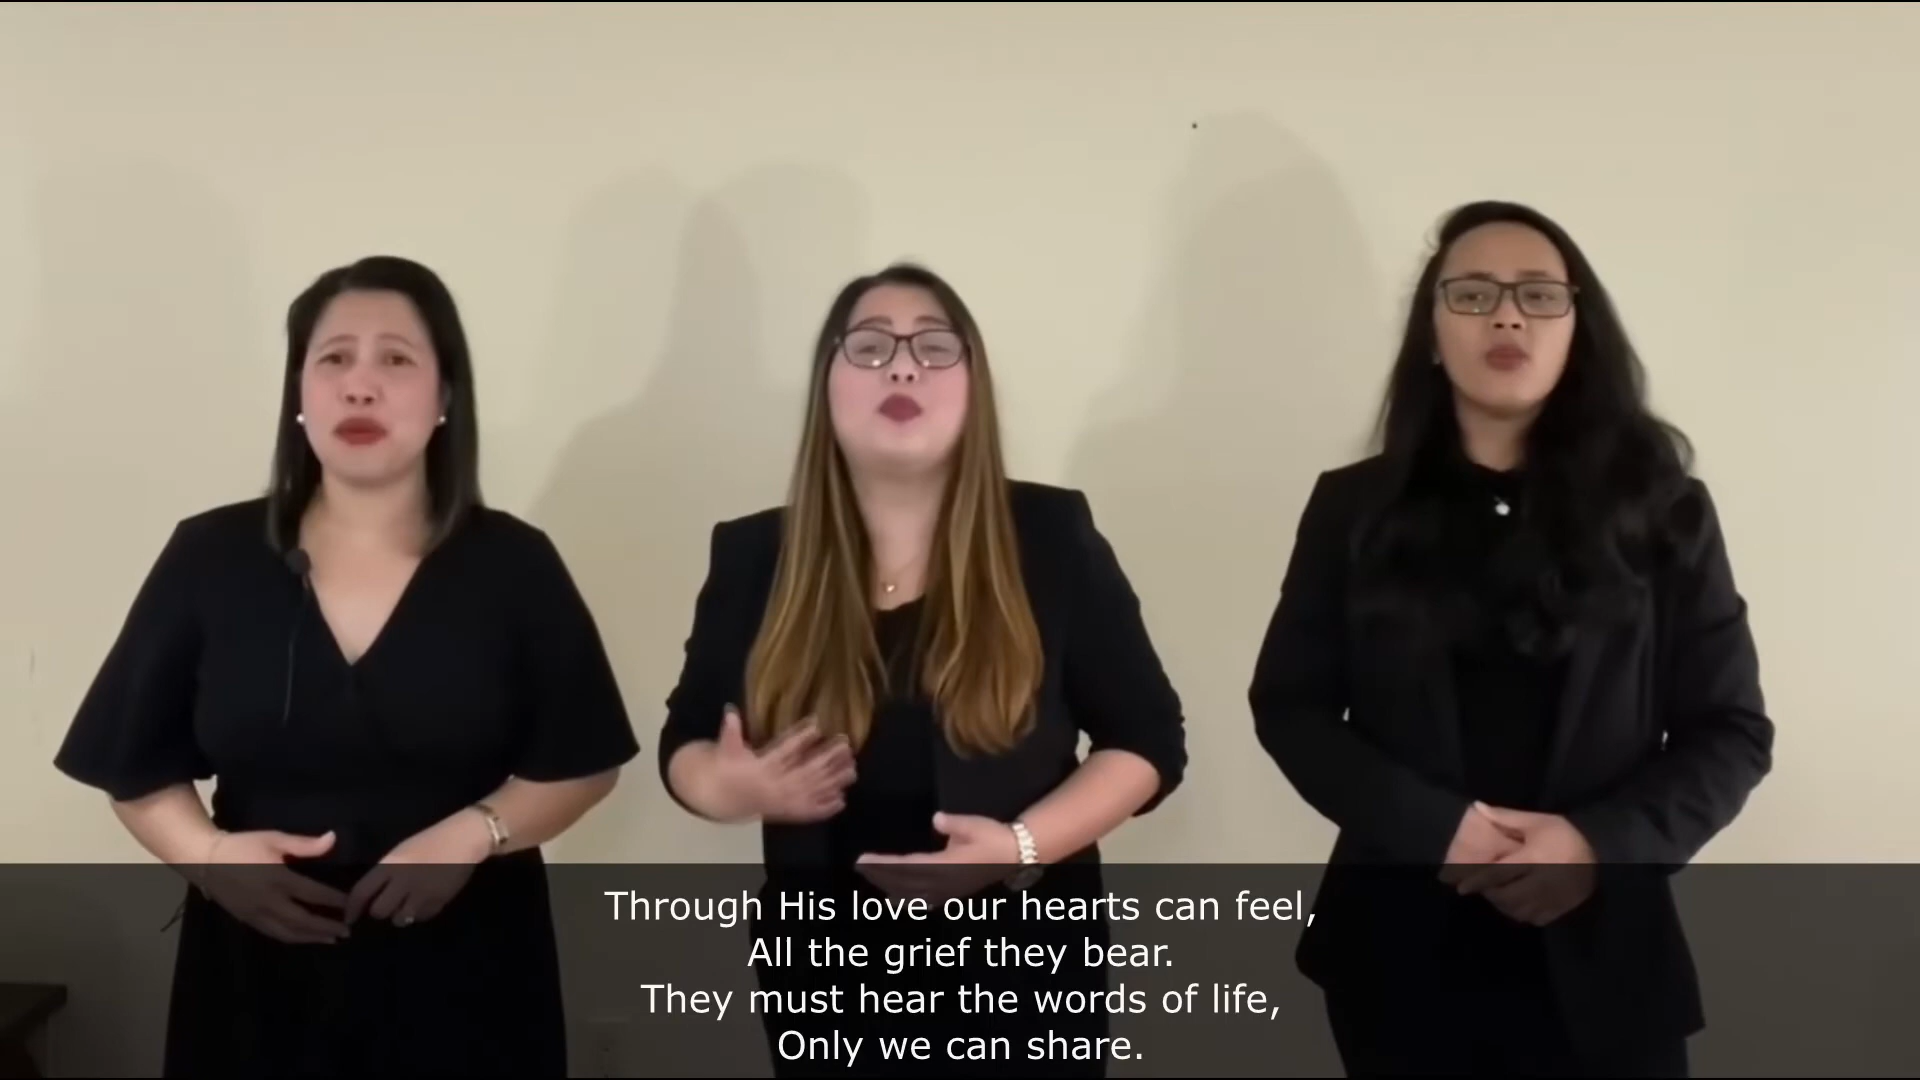 Through His love our hearts can feel,
All the grief they bear.
They must hear the words of life,
Only we can share.